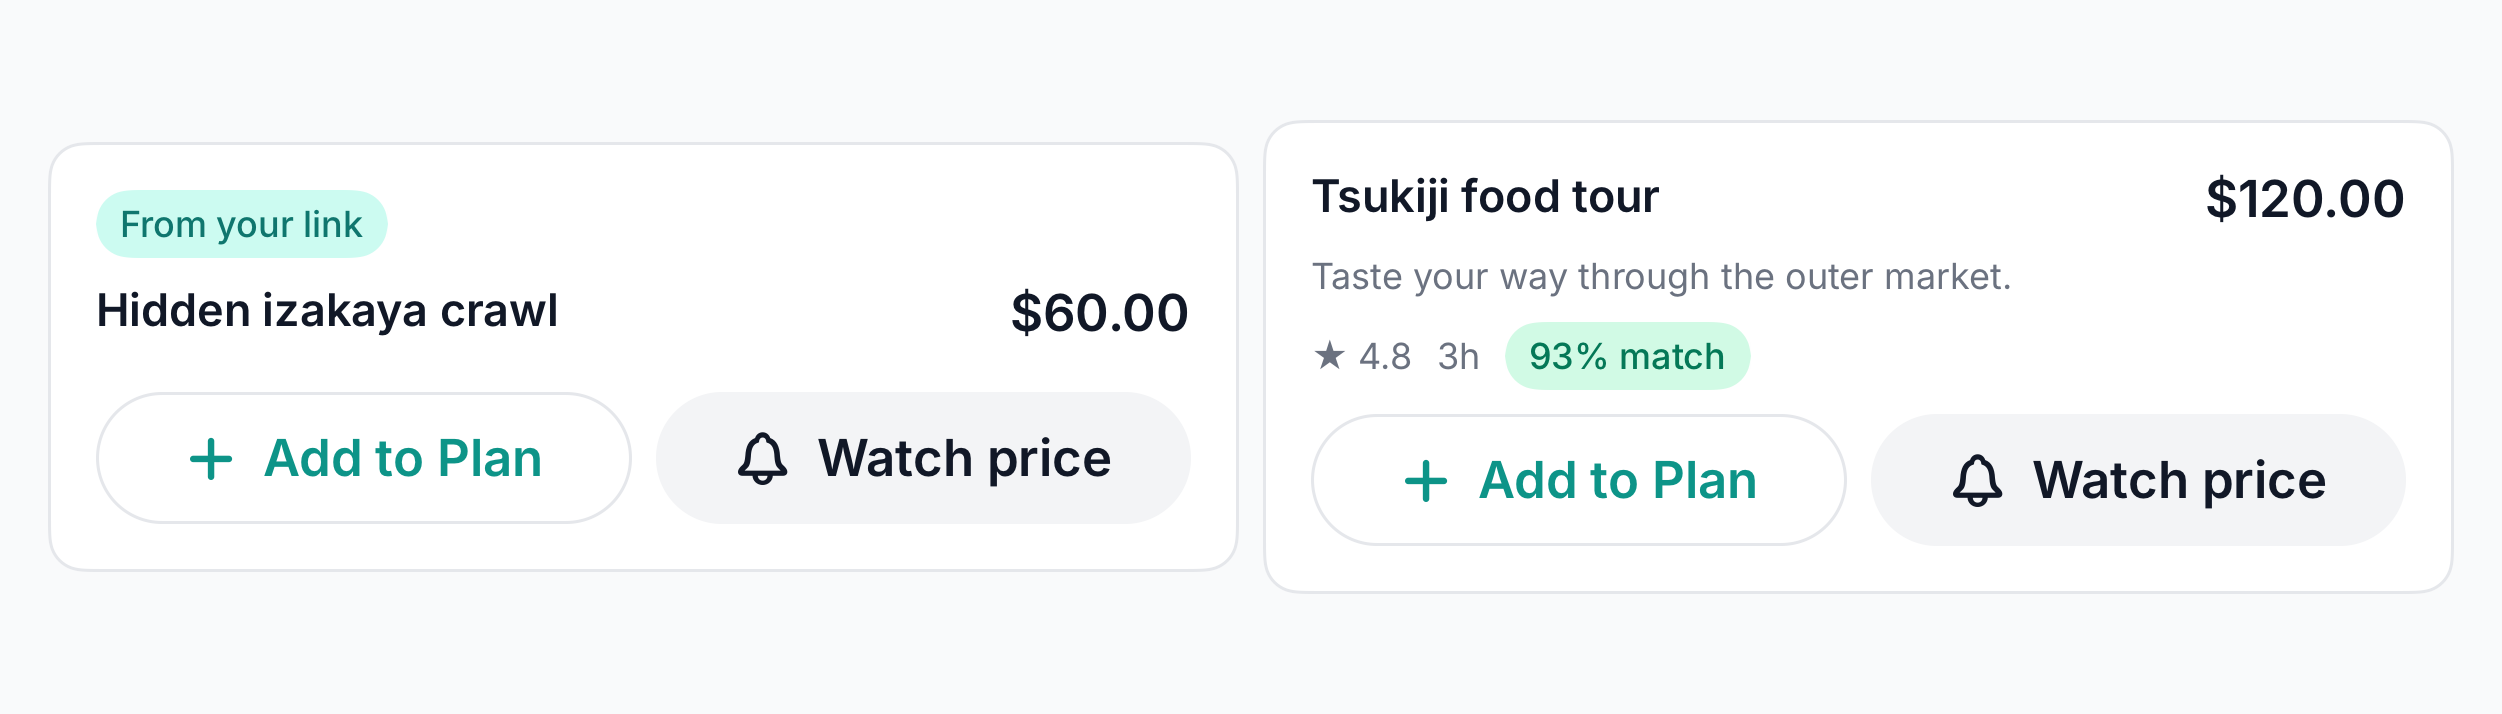 From your link
Hidden izakaya crawl
$60.00
Add to Plan
Watch price
Tsukiji food tour
$120.00
Taste your way through the outer market.
★ 4.8 3h 93% match
Add to Plan
Watch price